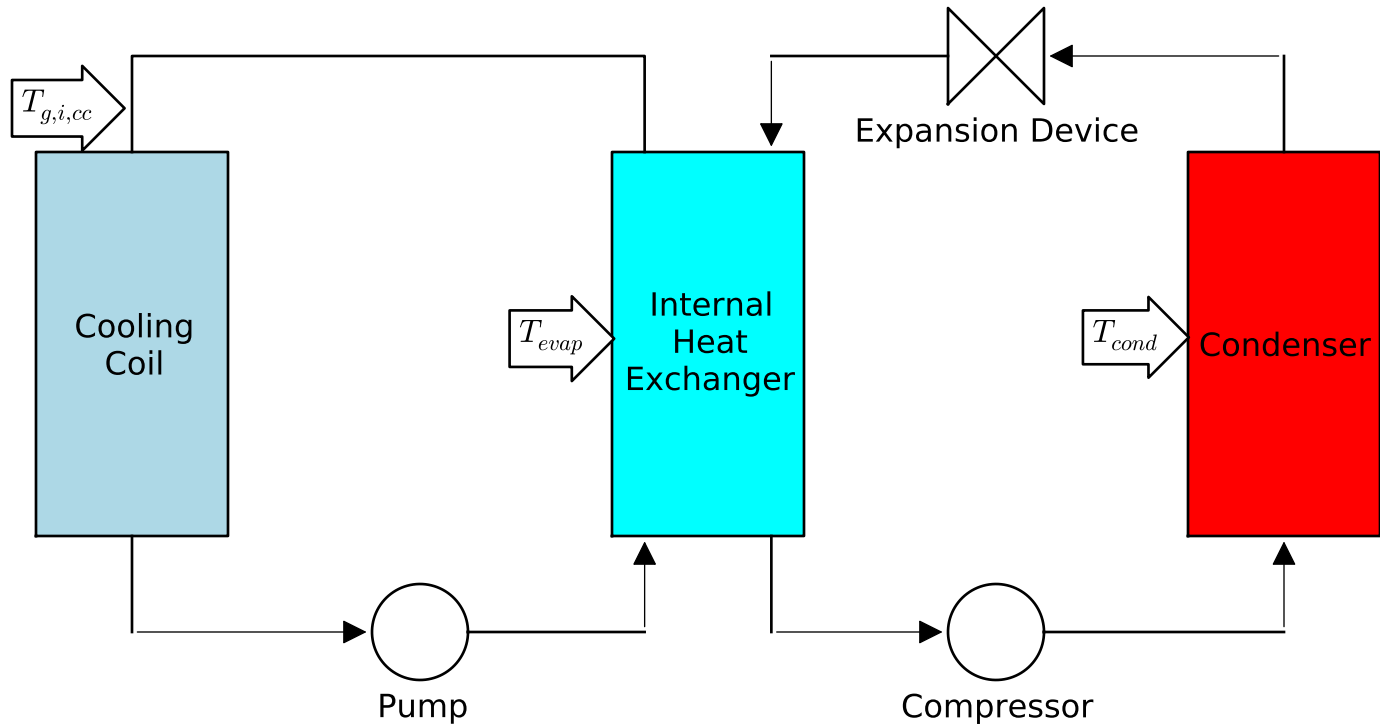 T_{g,i,cc}
Expansion Device
Cooling
Coil
T_{evap}
Internal
Heat
Exchanger
T_{cond}
Condenser
Pump
Compressor